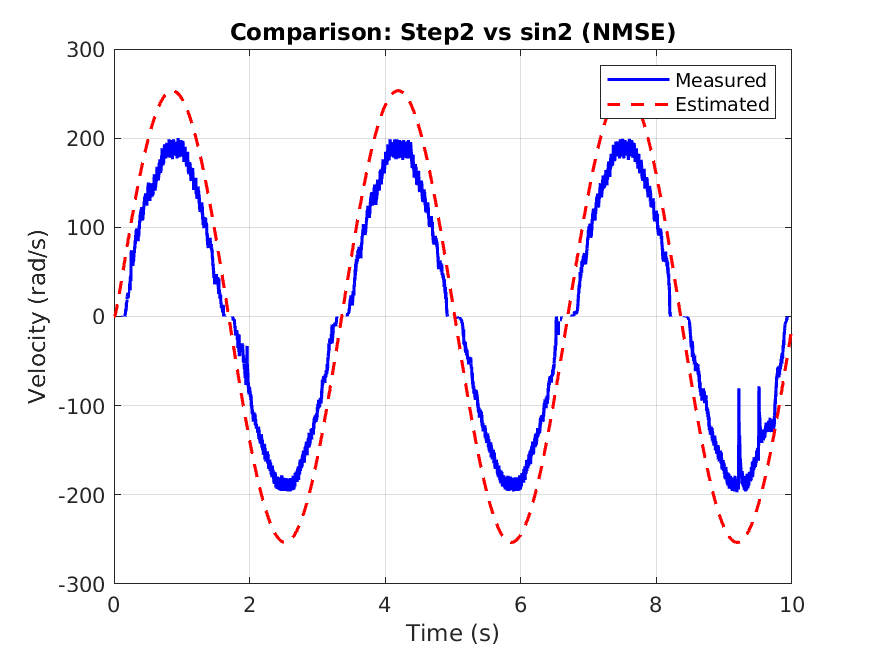 Comparison: Step2 vs sin2 (NMSE)
Measured
Estimated
300
200
100
0
-100
-200
-300
Velocity (rad/s)
0 2 4 6 8 10
Time (s)